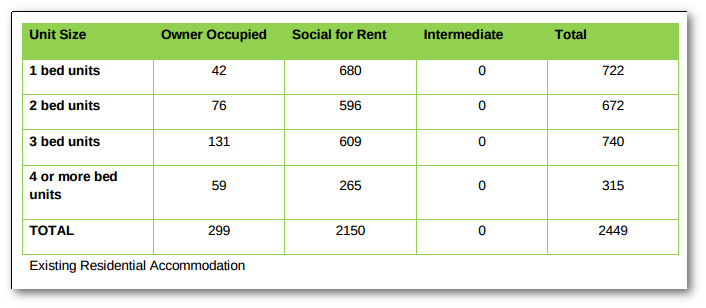 Unit Size Owner Occupied Social for Rent Intermediate Total
1 bed units 42 680 0 722
2 bed units 76 596 0 672
3 bed units 131 609 0 740
4 or more bed
units 59 265 0 315
TOTAL 299 2150 0 2449
Existing Residential Accommodation